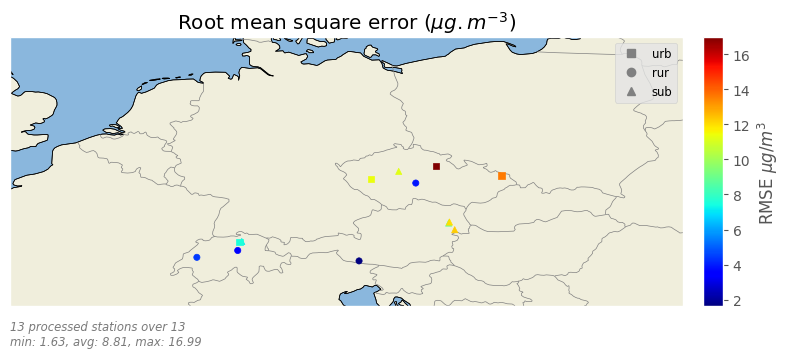 Root mean square error (μg.m⁻³)
urb
rur
sub
16
14
12
10
8
6
4
2
RMSE μg/m³
13 processed stations over 13
min: 1.63, avg: 8.81, max: 16.99